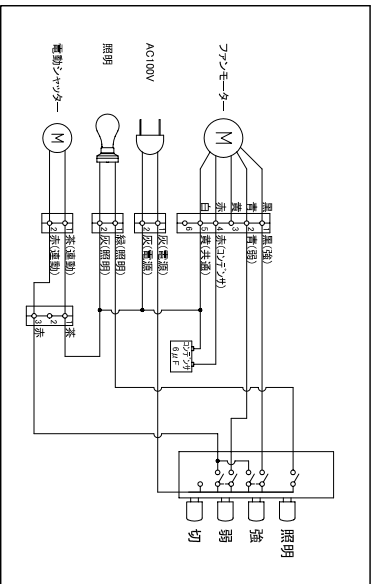 ファンモーター
AC100V
照明
電動シャッター
M
M
黒
青
黄
赤
白
1 黒(強)
2 青(弱)
3
4 赤(コンデンサ)
5 黄(共通)
6
1 灰(電源)
2 灰(電源)
1 緑(照明)
2 灰(照明)
1 茶(連動)
2 赤(連動)
1 茶
2
3 赤
コンデンサ
6μF
照明
強
弱
切